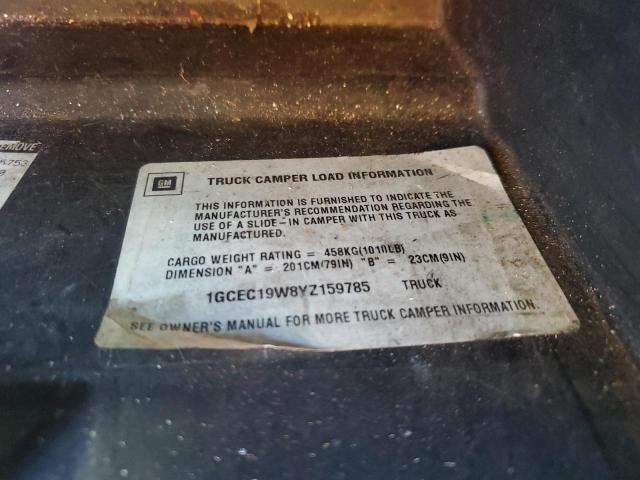 REMOVE
5753
GM
TRUCK CAMPER LOAD INFORMATION
THIS INFORMATION IS FURNISHED TO INDICATE THE
MANUFACTURER'S RECOMMENDATION REGARDING THE
USE OF A SLIDE-IN CAMPER WITH THIS TRUCK AS
MANUFACTURED.
CARGO WEIGHT RATING = 458KG(1010LB)
DIMENSION "A" = 201CM(79IN) "B" = 23CM(9IN)
1GCEC19W8YZ159785 TRUCK
SEE OWNER'S MANUAL FOR MORE TRUCK CAMPER INFORMATION.